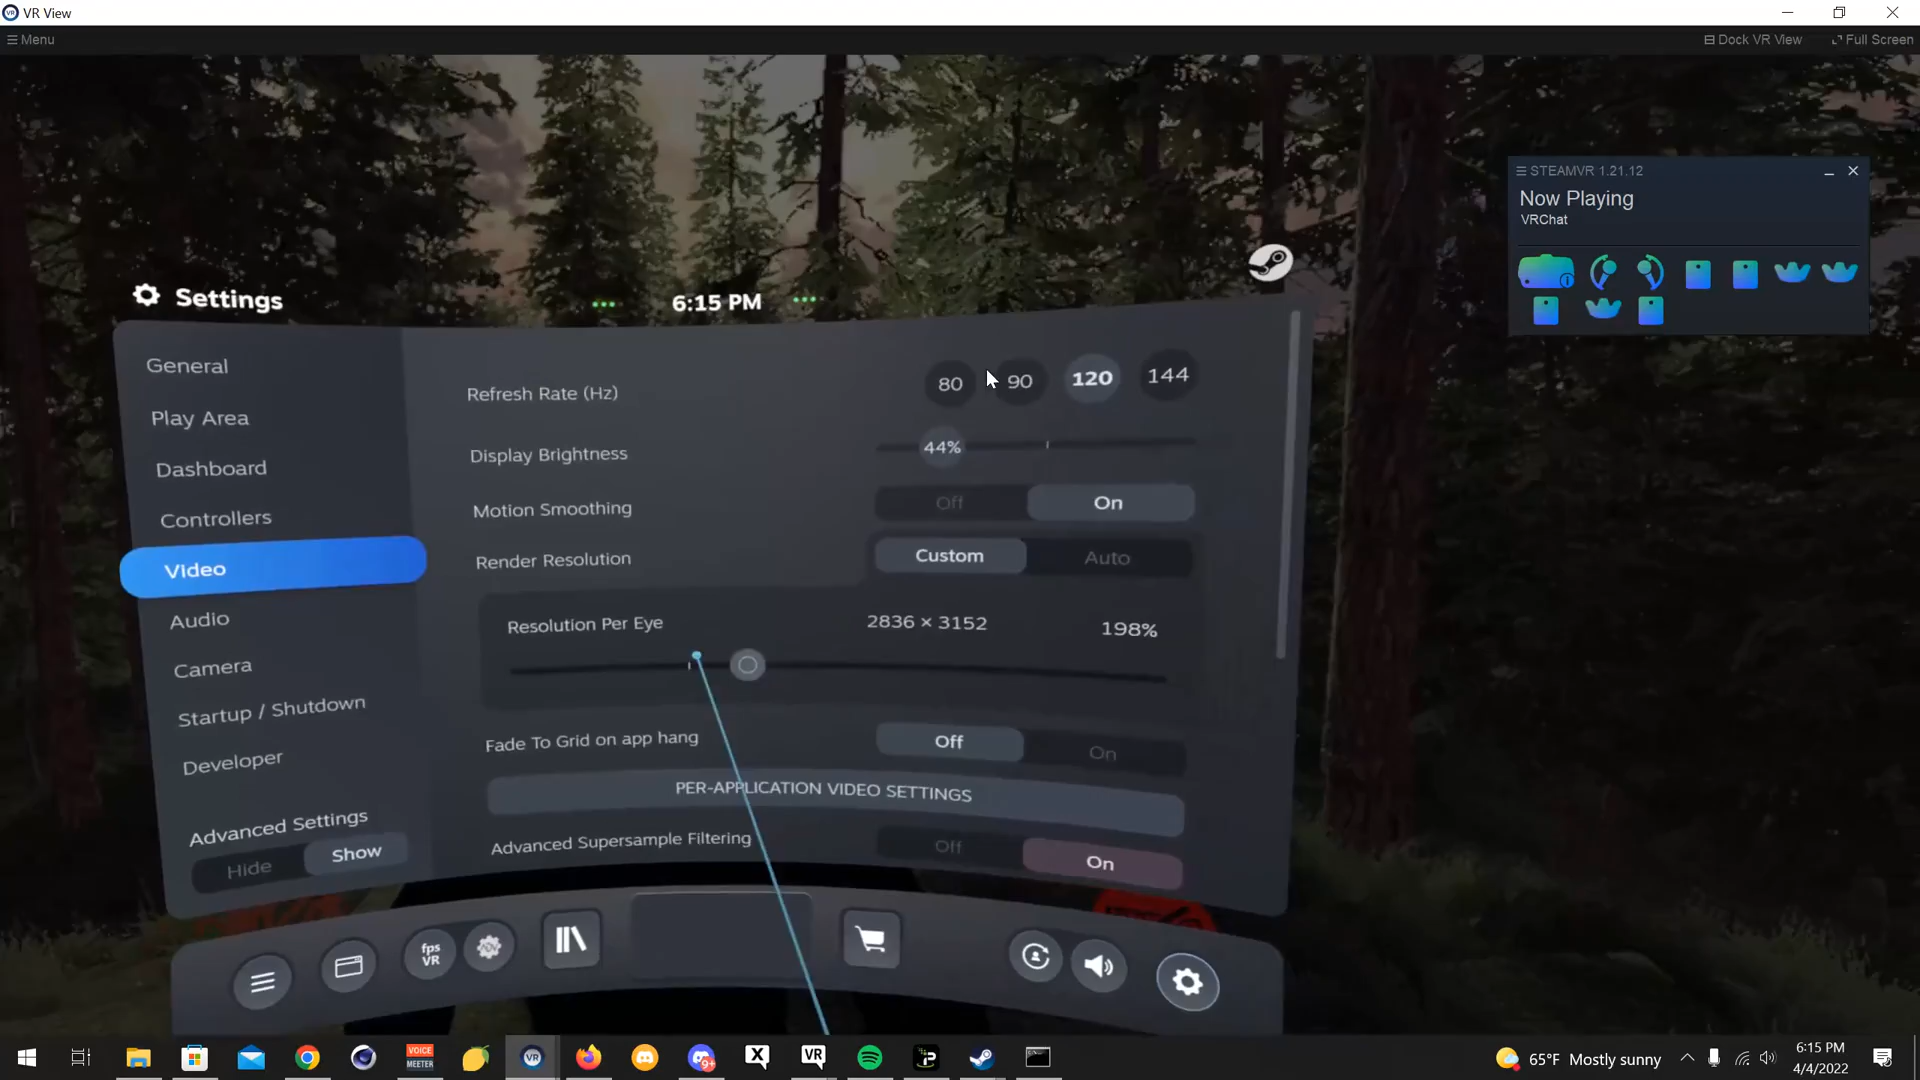 VR View
Menu
Dock VR View
Full Screen
STEAMVR 1.21.12
Now Playing
VRChat
Settings
6:15 PM
General
Play Area
Dashboard
Controllers
Video
Audio
Camera
Startup / Shutdown
Developer
Advanced Settings
Hide
Show
Refresh Rate (Hz)
80
90
120
144
Display Brightness
44%
Motion Smoothing
Off
On
Render Resolution
Custom
Auto
Resolution Per Eye
2836 × 3152
198%
Fade To Grid on app hang
Off
On
PER-APPLICATION VIDEO SETTINGS
Advanced Supersample Filtering
Off
On
fps
VR
ADV
VOICE
MEETER
VR
9+
X
VR
65°F Mostly sunny
6:15 PM
4/4/2022